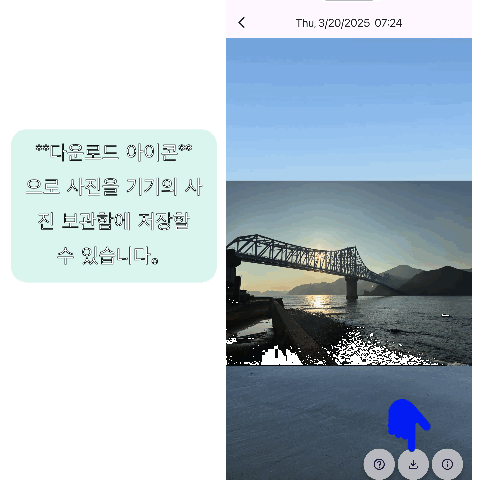 **다운로드 아이콘**
으로 사진을 기기의 사
진 보관함에 저장할
수 있습니다。
Thu, 3/20/2025 07:24